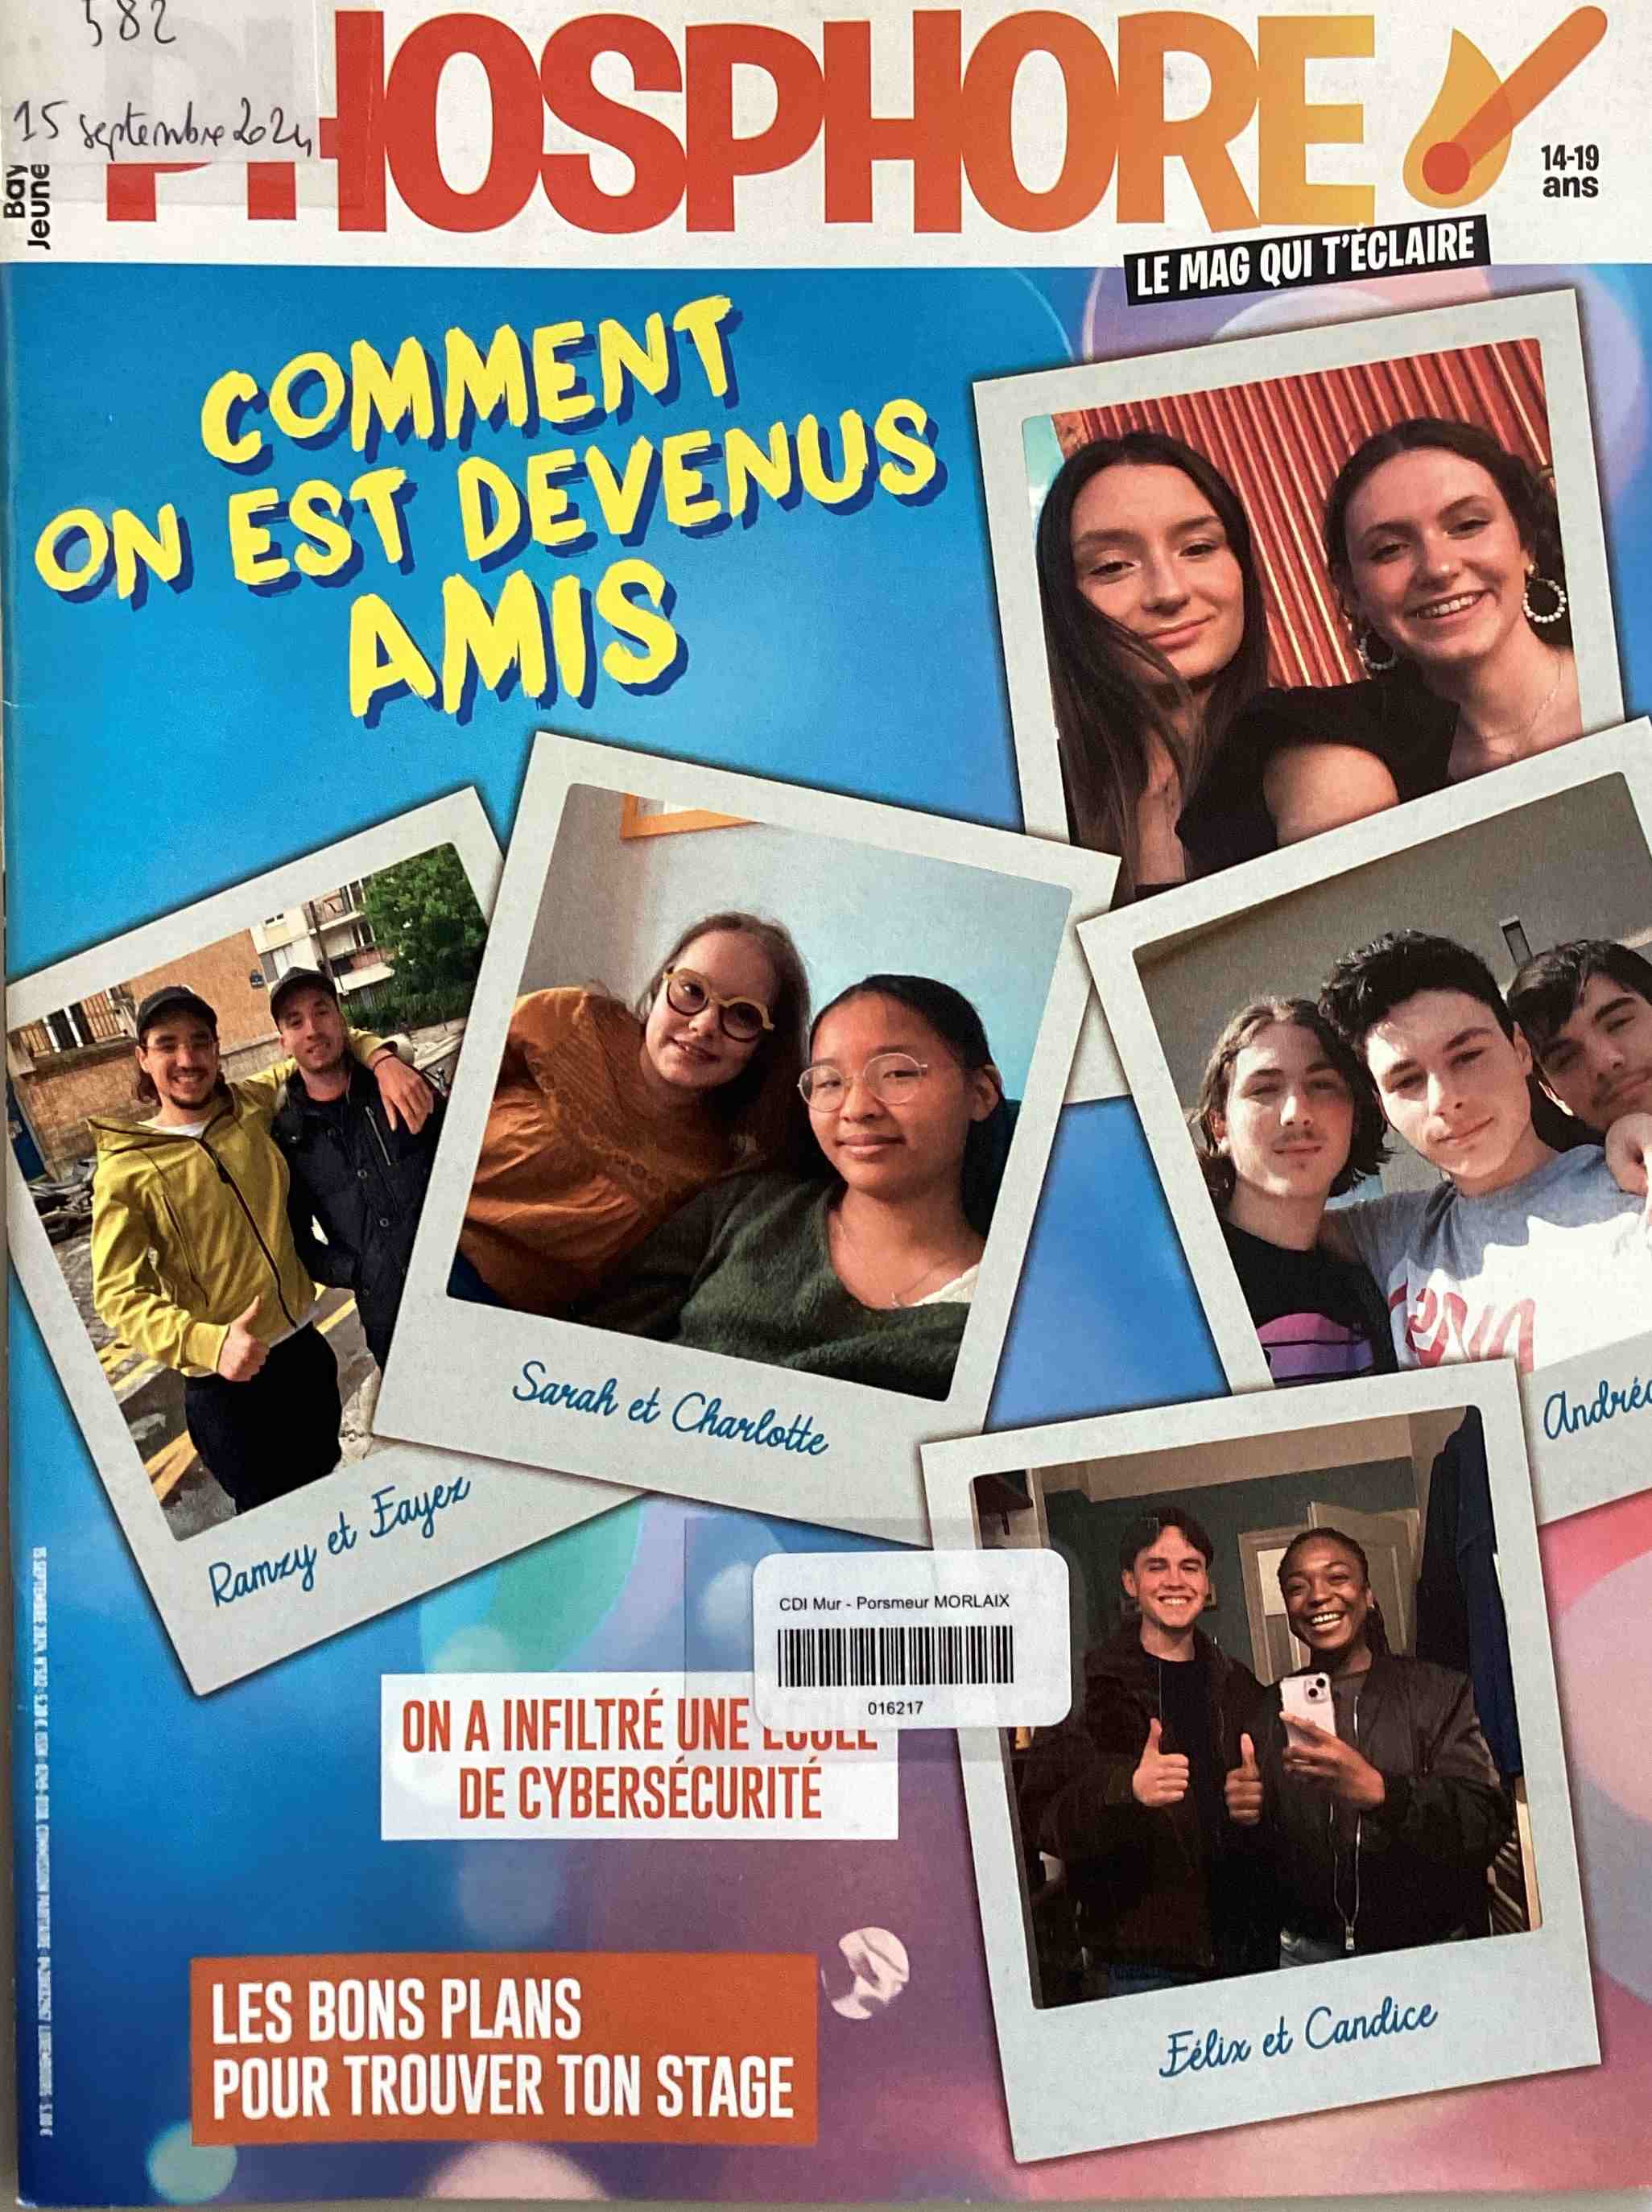 582
15 septembre 2024
PHOSPHORE
Bay
Jeune
14-19
ans
LE MAG QUI T'ÉCLAIRE
COMMENT
ON EST DEVENUS
AMIS
Sarah et Charlotte
Ramzy et Fayez
CDI Mur - Porsmeur MORLAIX
016217
ON A INFILTRÉ UNE ÉCOLE
DE CYBERSÉCURITÉ
Félix et Candice
LES BONS PLANS
POUR TROUVER TON STAGE